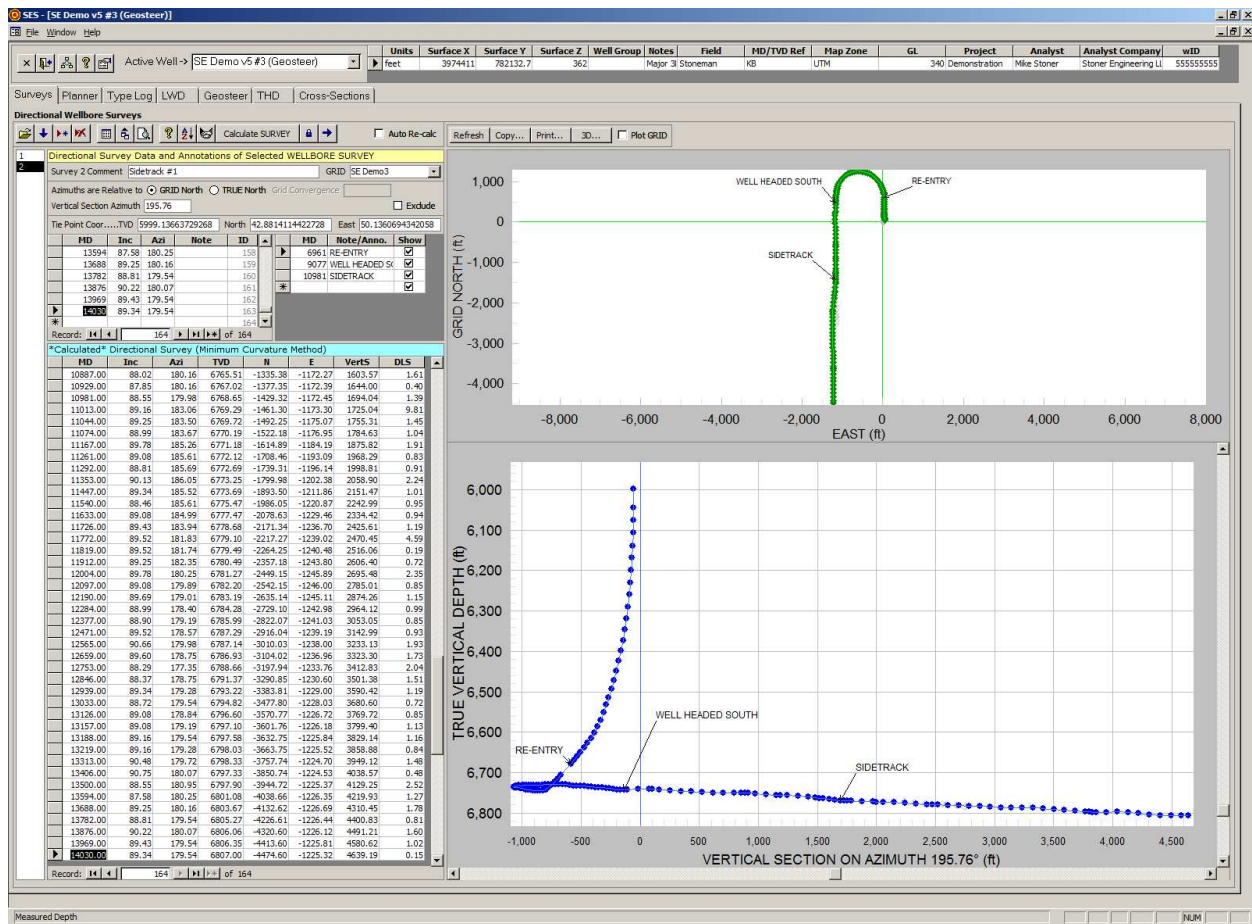 SES - [SE Demo v5 #3 (Geosteer)]
File Window Help
Active Well-> SE Demo v5 #3 (Geosteer)
Units Surface X Surface Y Surface Z Well Group Notes Field MD/TVD Ref Map Zone GL Project Analyst Analyst Company wID
feet 3974411 782132.7 362 Major 3I Stoneman KB UTM 340 Demonstration Mike Stoner Stoner Engineering LL 555555555
Surveys Planner Type Log LWD Geosteer THD Cross-Sections
Directional Wellbore Surveys
Calculate SURVEY Auto Re-calc Refresh Copy... Print... 3D... Plot GRID
1
2
Directional Survey Data and Annotations of Selected WELLBORE SURVEY
Survey 2 Comment Sidetrack #1 GRID SE Demo3
Azimuths are Relative to GRID North TRUE North Grid Convergence
Vertical Section Azimuth 195.76 Exclude
Tie Point Coor.....TVD 5999.13663729268 North 42.8814114422728 East 50.1360694342058
MD Inc Azi Note ID MD Note/Anno. Show
13594 87.58 180.25 158 6961 RE-ENTRY
13688 89.25 180.16 159 9077 WELL HEADED SC
13782 88.81 179.54 160 10981 SIDETRACK
13876 90.22 180.07 161
13969 89.43 179.54 162
14030 89.34 179.54 163
164
Record: 164 of 164
*Calculated* Directional Survey (Minimum Curvature Method)
MD Inc Azi TVD N E VertS DLS
10887.00 88.02 180.16 6765.51 -1335.38 -1172.27 1603.57 1.61
10929.00 87.85 180.16 6767.02 -1377.35 -1172.39 1644.00 0.40
10981.00 88.55 179.98 6768.65 -1429.32 -1172.45 1694.04 1.39
11013.00 89.16 183.06 6769.29 -1461.30 -1173.30 1725.04 9.81
11044.00 89.25 183.50 6769.72 -1492.25 -1175.07 1755.31 1.45
11074.00 88.99 183.67 6770.19 -1522.18 -1176.95 1784.63 1.04
11167.00 89.78 185.26 6771.18 -1614.89 -1184.19 1875.82 1.91
11261.00 89.08 185.61 6772.12 -1708.46 -1193.09 1968.29 0.83
11292.00 88.81 185.69 6772.69 -1739.31 -1196.14 1998.81 0.91
11353.00 90.13 186.05 6773.25 -1799.98 -1202.38 2058.90 2.24
11447.00 89.34 185.52 6773.69 -1893.50 -1211.86 2151.47 1.01
11540.00 88.46 185.61 6775.47 -1986.05 -1220.87 2242.99 0.95
11633.00 89.08 184.99 6777.47 -2078.63 -1229.46 2334.42 0.94
11726.00 89.43 183.94 6778.68 -2171.34 -1236.70 2425.61 1.19
11772.00 89.52 181.83 6779.10 -2217.27 -1239.02 2470.45 4.59
11819.00 89.52 181.74 6779.49 -2264.25 -1240.48 2516.06 0.19
11912.00 89.25 182.35 6780.49 -2357.18 -1243.80 2606.40 0.72
12004.00 89.78 180.25 6781.27 -2449.15 -1245.89 2695.48 2.35
12097.00 89.08 179.89 6782.20 -2542.15 -1246.00 2785.01 0.85
12190.00 89.69 179.01 6783.19 -2635.14 -1245.11 2874.26 1.15
12284.00 88.99 178.40 6784.28 -2729.10 -1242.98 2964.12 0.99
12377.00 88.90 179.19 6785.99 -2822.07 -1241.03 3053.05 0.85
12471.00 89.52 178.57 6787.29 -2916.04 -1239.19 3142.99 0.93
12565.00 90.66 179.98 6787.14 -3010.03 -1238.00 3233.13 1.93
12659.00 89.60 178.75 6786.93 -3104.02 -1236.96 3323.30 1.73
12753.00 88.29 177.35 6788.66 -3197.94 -1233.76 3412.83 2.04
12846.00 88.37 178.75 6791.37 -3290.85 -1230.60 3501.38 1.51
12939.00 89.34 179.28 6793.22 -3383.81 -1229.00 3590.42 1.19
13033.00 88.72 179.54 6794.82 -3477.80 -1228.03 3680.60 0.72
13126.00 89.08 178.84 6796.60 -3570.77 -1226.72 3769.72 0.85
13157.00 89.08 179.19 6797.10 -3601.76 -1226.18 3799.40 1.13
13188.00 89.16 179.54 6797.58 -3632.75 -1225.84 3829.14 1.16
13219.00 89.16 179.28 6798.03 -3663.75 -1225.52 3858.88 0.84
13313.00 90.48 179.72 6798.33 -3757.74 -1224.70 3949.12 1.48
13406.00 90.75 180.07 6797.33 -3850.74 -1224.53 4038.57 0.48
13500.00 88.55 180.95 6797.90 -3944.72 -1225.37 4129.25 2.52
13594.00 87.58 180.25 6801.08 -4038.66 -1226.35 4219.93 1.27
13688.00 89.25 180.16 6803.67 -4132.62 -1226.69 4310.45 1.78
13782.00 88.81 179.54 6805.27 -4226.61 -1226.44 4400.83 0.81
13876.00 90.22 180.07 6806.06 -4320.60 -1226.12 4491.21 1.60
13969.00 89.43 179.54 6806.35 -4413.60 -1225.81 4580.62 1.02
14030.00 89.34 179.54 6807.00 -4474.60 -1225.32 4639.19 0.15
Record: 164 of 164
GRID NORTH (ft)
1,000
0
-1,000
-2,000
-3,000
-4,000
WELL HEADED SOUTH
RE-ENTRY
SIDETRACK
-8,000 -6,000 -4,000 -2,000 0 2,000 4,000 6,000 8,000
EAST (ft)
TRUE VERTICAL DEPTH (ft)
6,000
6,100
6,200
6,300
6,400
6,500
6,600
6,700
6,800
WELL HEADED SOUTH
RE-ENTRY
SIDETRACK
-1,000 -500 0 500 1,000 1,500 2,000 2,500 3,000 3,500 4,000 4,500
VERTICAL SECTION ON AZIMUTH 195.76° (ft)
Measured Depth NUM